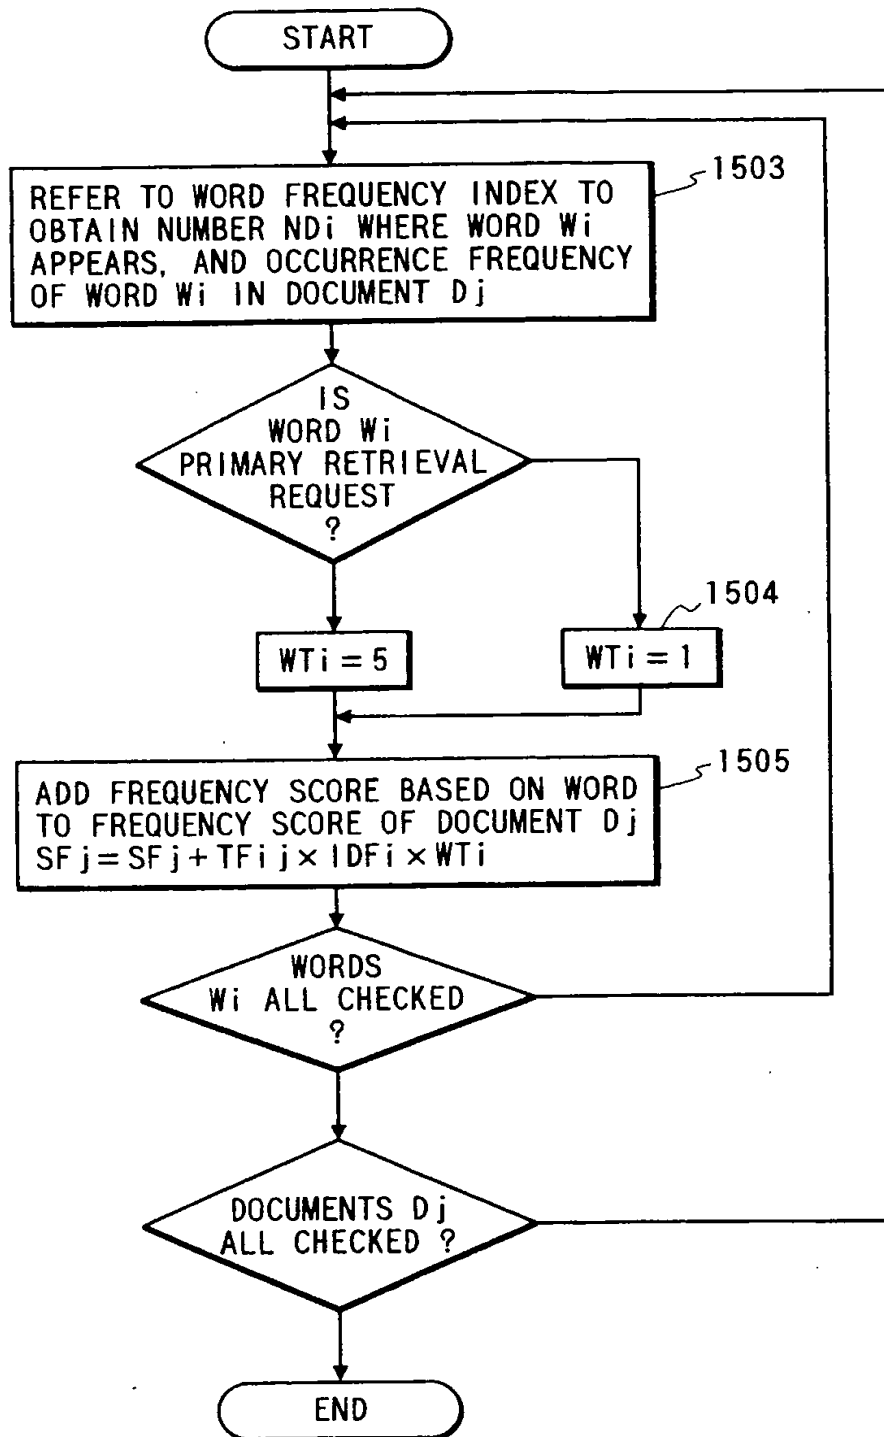 START
1503
REFER TO WORD FREQUENCY INDEX TO
OBTAIN NUMBER NDi WHERE WORD Wi
APPEARS, AND OCCURRENCE FREQUENCY
OF WORD Wi IN DOCUMENT Dj
IS
WORD Wi
PRIMARY RETRIEVAL
REQUEST
?
1504
WTi = 5
WTi = 1
1505
ADD FREQUENCY SCORE BASED ON WORD
TO FREQUENCY SCORE OF DOCUMENT Dj
SFj = SFj + TFij × IDFi × WTi
WORDS
Wi ALL CHECKED
?
DOCUMENTS Dj
ALL CHECKED ?
END